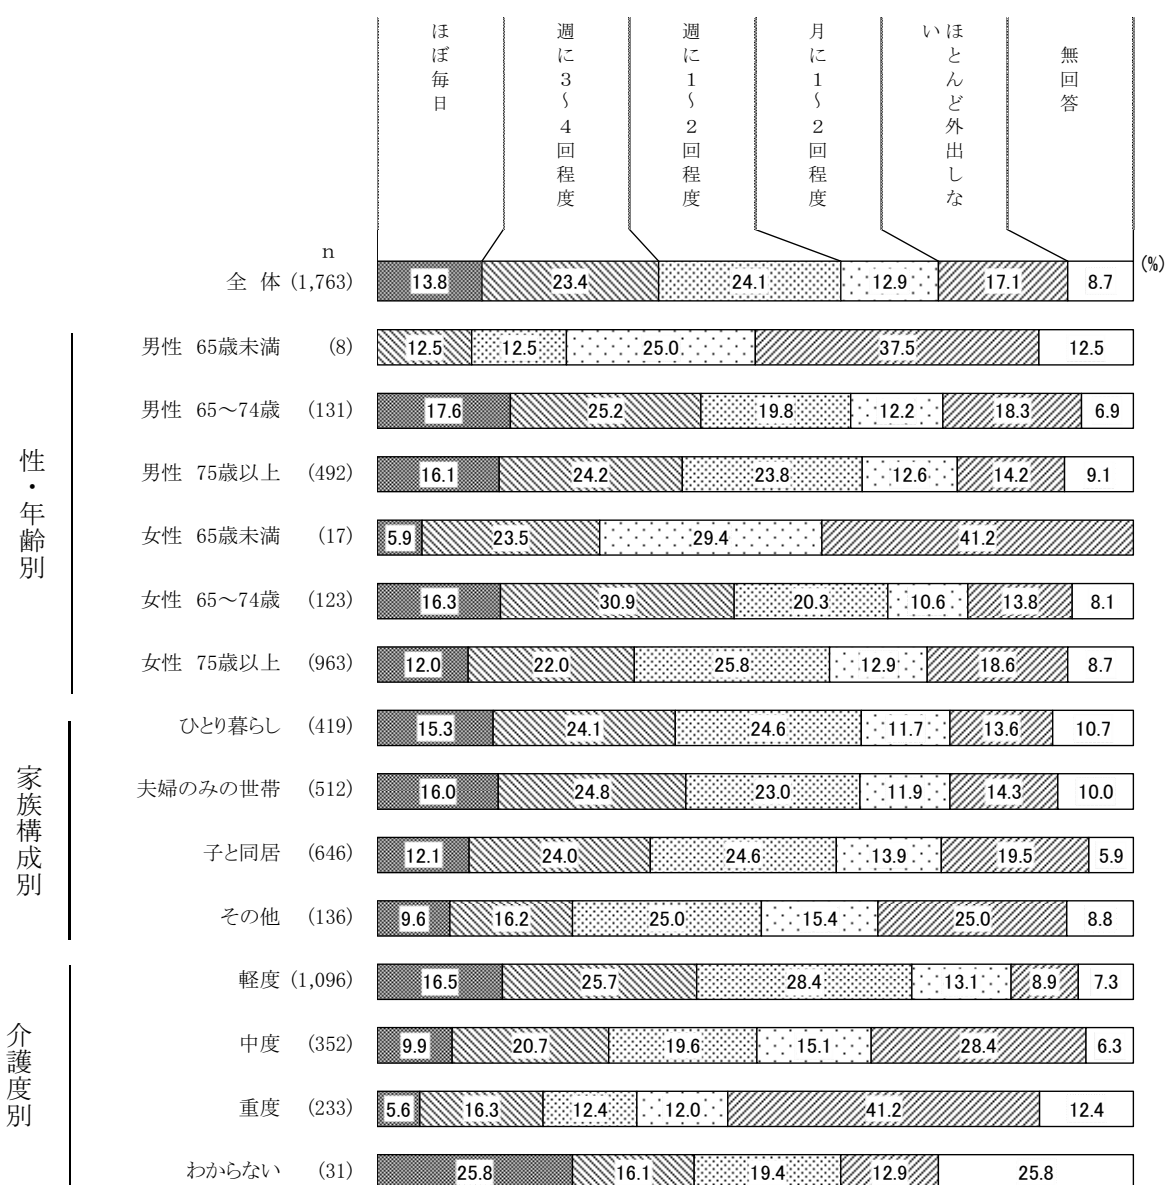 ほぼ毎日
週に3～4回程度
週に1～2回程度
月に1～2回程度
ほとんど外出しない
無回答
n
(%)
全 体 (1,763) 13.8 23.4 24.1 12.9 17.1 8.7
性・年齢別
男性 65歳未満 (8) 12.5 12.5 25.0 37.5 12.5
男性 65～74歳 (131) 17.6 25.2 19.8 12.2 18.3 6.9
男性 75歳以上 (492) 16.1 24.2 23.8 12.6 14.2 9.1
女性 65歳未満 (17) 5.9 23.5 29.4 41.2
女性 65～74歳 (123) 16.3 30.9 20.3 10.6 13.8 8.1
女性 75歳以上 (963) 12.0 22.0 25.8 12.9 18.6 8.7
家族構成別
ひとり暮らし (419) 15.3 24.1 24.6 11.7 13.6 10.7
夫婦のみの世帯 (512) 16.0 24.8 23.0 11.9 14.3 10.0
子と同居 (646) 12.1 24.0 24.6 13.9 19.5 5.9
その他 (136) 9.6 16.2 25.0 15.4 25.0 8.8
介護度別
軽度 (1,096) 16.5 25.7 28.4 13.1 8.9 7.3
中度 (352) 9.9 20.7 19.6 15.1 28.4 6.3
重度 (233) 5.6 16.3 12.4 12.0 41.2 12.4
わからない (31) 25.8 16.1 19.4 12.9 25.8